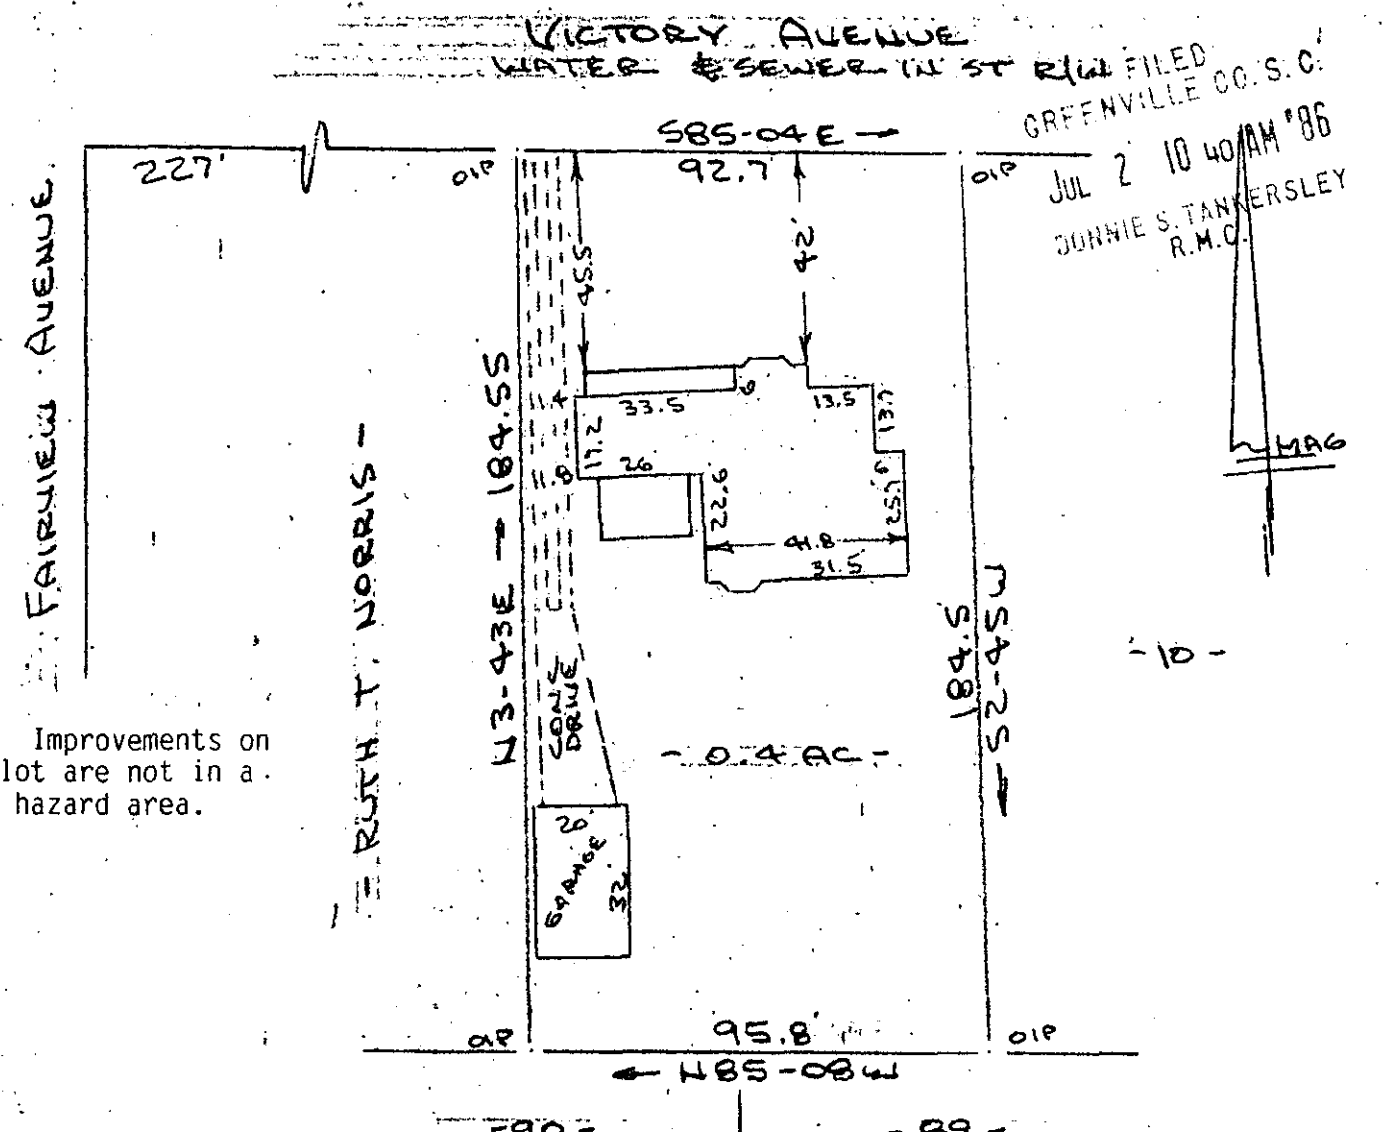 VICTORY AVENUE
WATER & SEWER IN ST R/W
FILED
GREENVILLE CO. S. C.
JUL 2 10 40 AM '86
DONNIE S. TANKERSLEY
R.M.C.
S85-04E
227'
OIP
92.7
OIP
FAIRVIEW AVENUE
45.5
42'
N3-43E
184.55
RUTH T. NORRIS
11.4
33.5
6
13.5
13.7
17.2
26
11.8
22.6
25.7
41.8
31.5
MAG
-10-
CONC
DRIVE
184.5
S2-45W
-0.4 AC-
Improvements on
lot are not in a
hazard area.
20
GARAGE
32
OIP
95.8'
OIP
N85-08W
-90-
-89-